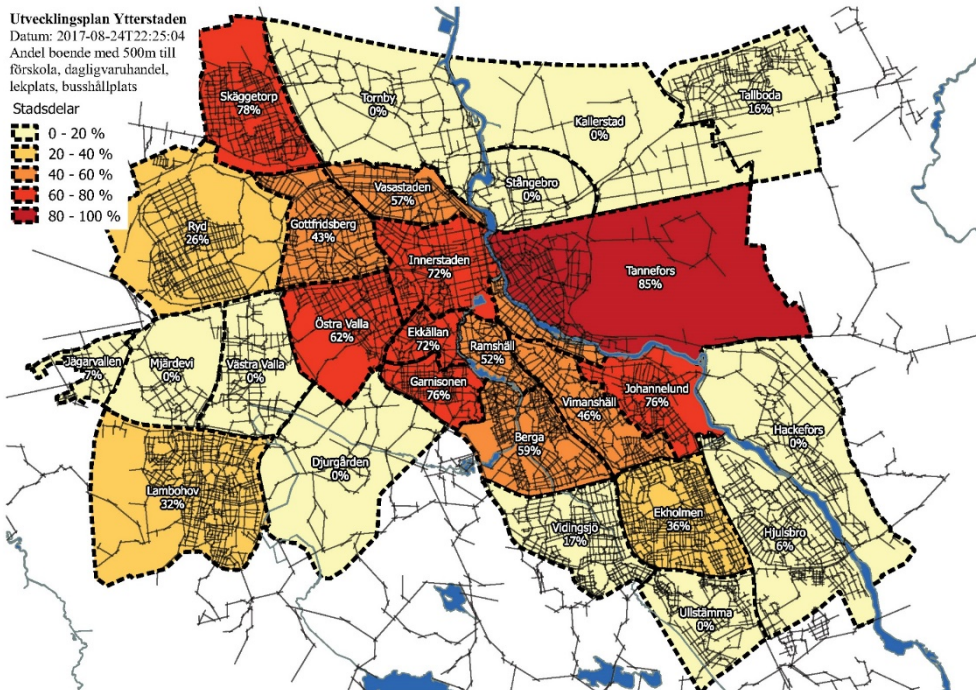 Utvecklingsplan Ytterstaden
Datum: 2017-08-24T22:25:04
Andel boende med 500m till
förskola, dagligvaruhandel,
lekplats, busshållplats
Stadsdelar
0 - 20 %
20 - 40 %
40 - 60 %
60 - 80 %
80 - 100 %
Skäggetorp
78%
Tornby
0%
Kallerstad
0%
Tallboda
16%
Stångebro
0%
Vasastaden
57%
Ryd
26%
Gottfridsberg
43%
Innerstaden
72%
Tannefors
85%
Östra Valla
62%
Ekkällan
72%
Ramshäll
52%
Jägarvallen
7%
Mjärdevi
0%
Västra Valla
0%
Garnisonen
76%
Vimanshäll
46%
Johannelund
76%
Berga
59%
Hackefors
0%
Djurgården
0%
Lambohov
32%
Vidingsjö
17%
Ekholmen
36%
Hjulsbro
6%
Ullstämma
0%